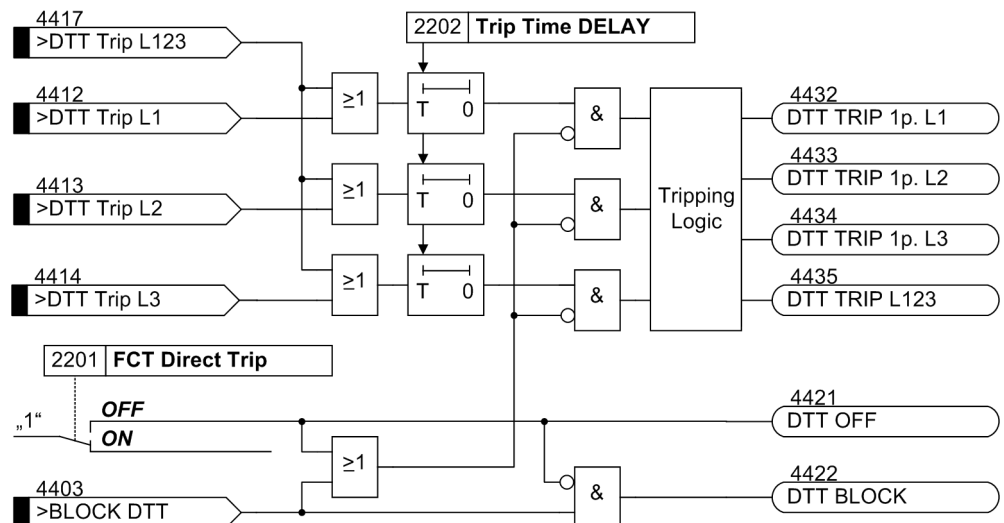 4417
>DTT Trip L123
2202 Trip Time DELAY
4412
>DTT Trip L1
≥1
T 0
&
4432
DTT TRIP 1p. L1
4433
DTT TRIP 1p. L2
4413
>DTT Trip L2
≥1
T 0
&
Tripping
Logic
4434
DTT TRIP 1p. L3
4414
>DTT Trip L3
≥1
T 0
&
4435
DTT TRIP L123
2201 FCT Direct Trip
„1“
OFF
ON
4421
DTT OFF
≥1
4403
>BLOCK DTT
&
4422
DTT BLOCK